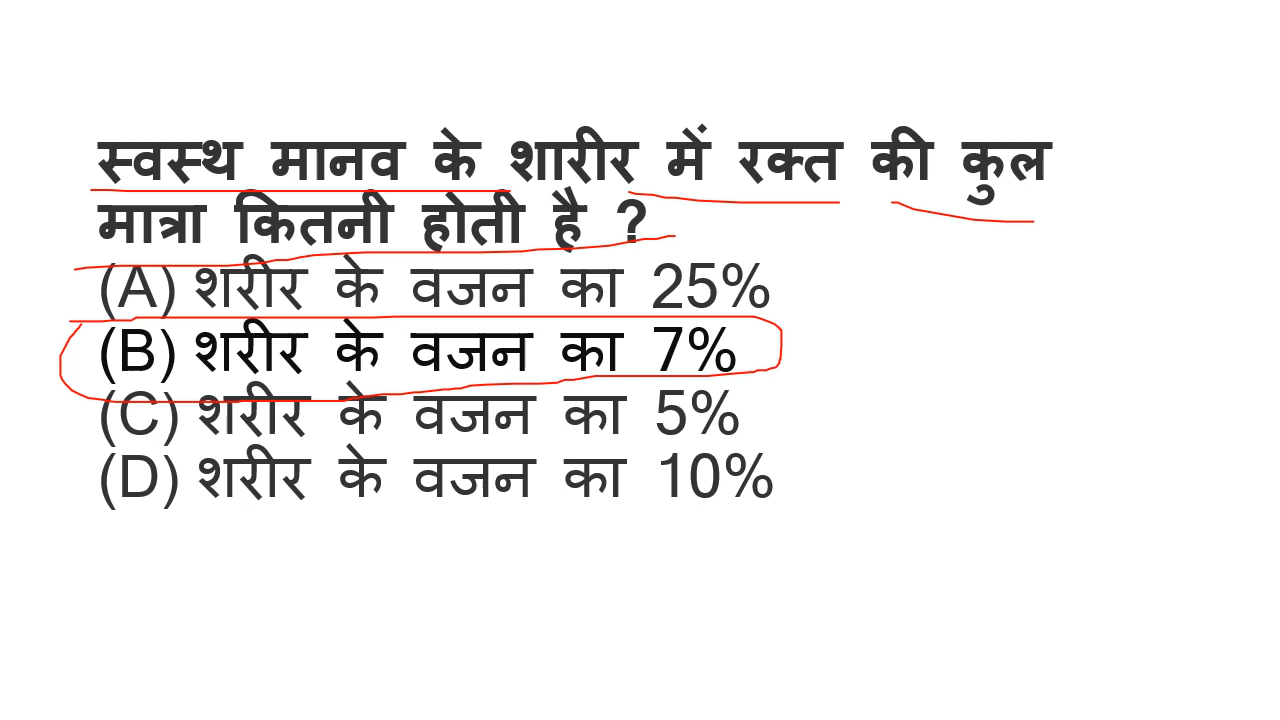 स्वस्थ मानव के शारीर में रक्त की कुल
मात्रा कितनी होती है ?
(A) शरीर के वजन का 25%
(B) शरीर के वजन का 7%
(C) शरीर के वजन का 5%
(D) शरीर के वजन का 10%